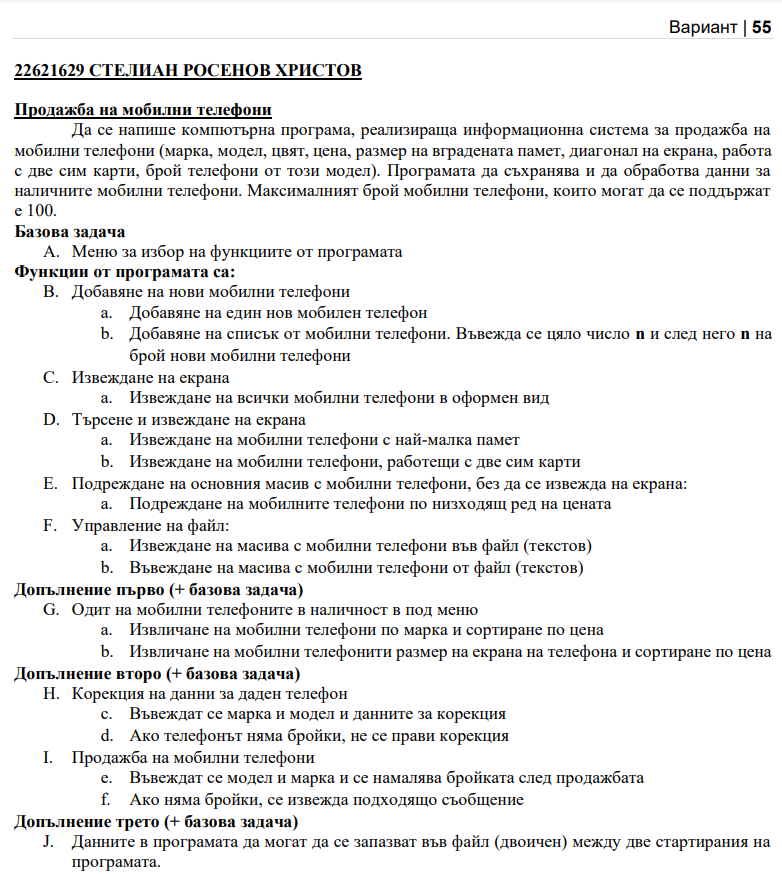 Вариант | 55
22621629 СТЕЛИАН РОСЕНОВ ХРИСТОВ
Продажба на мобилни телефони
Да се напише компютърна програма, реализираща информационна система за продажба на
мобилни телефони (марка, модел, цвят, цена, размер на вградената памет, диагонал на екрана, работа
с две сим карти, брой телефони от този модел). Програмата да съхранява и да обработва данни за
наличните мобилни телефони. Максималният брой мобилни телефони, които могат да се поддържат
е 100.
Базова задача
A. Меню за избор на функциите от програмата
Функции от програмата са:
B. Добавяне на нови мобилни телефони
a. Добавяне на един нов мобилен телефон
b. Добавяне на списък от мобилни телефони. Въвежда се цяло число n и след него n на
брой нови мобилни телефони
C. Извеждане на екрана
a. Извеждане на всички мобилни телефони в оформен вид
D. Търсене и извеждане на екрана
a. Извеждане на мобилни телефони с най-малка памет
b. Извеждане на мобилни телефони, работещи с две сим карти
E. Подреждане на основния масив с мобилни телефони, без да се извежда на екрана:
a. Подреждане на мобилните телефони по низходящ ред на цената
F. Управление на файл:
a. Извеждане на масива с мобилни телефони във файл (текстов)
b. Въвеждане на масива с мобилни телефони от файл (текстов)
Допълнение първо (+ базова задача)
G. Одит на мобилни телефоните в наличност в под меню
a. Извличане на мобилни телефони по марка и сортиране по цена
b. Извличане на мобилни телефонити размер на екрана на телефона и сортиране по цена
Допълнение второ (+ базова задача)
H. Корекция на данни за даден телефон
c. Въвеждат се марка и модел и данните за корекция
d. Ако телефонът няма бройки, не се прави корекция
I. Продажба на мобилни телефони
e. Въвеждат се модел и марка и се намалява бройката след продажбата
f. Ако няма бройки, се извежда подходящо съобщение
Допълнение трето (+ базова задача)
J. Данните в програмата да могат да се запазват във файл (двоичен) между две стартирания на
програмата.